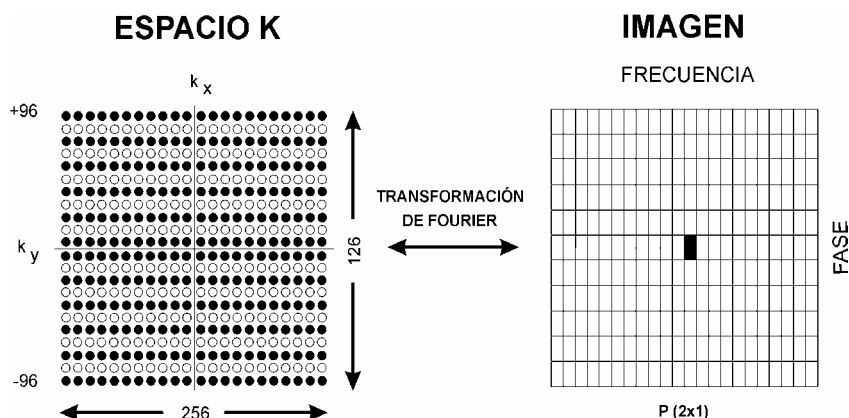 ESPACIO K
IMAGEN
k x
FRECUENCIA
+96
TRANSFORMACIÓN
DE FOURIER
k y
126
FASE
-96
256
P (2x1)